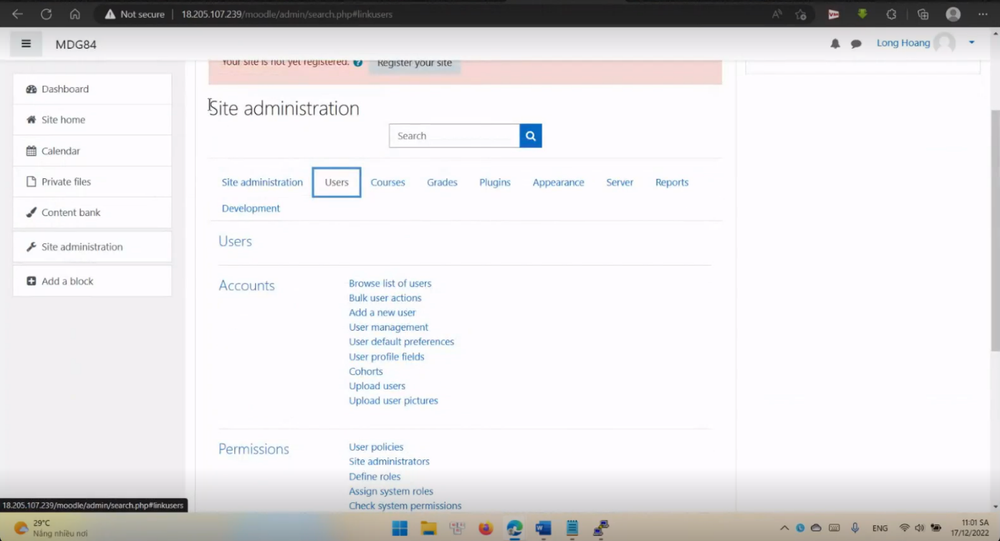 Not secure 18.205.107.239/moodle/admin/search.php#linkusers
MDG84
Long Hoang
Your site is not yet registered. Register your site
Dashboard
Site home
Calendar
Private files
Content bank
Site administration
Add a block
Site administration
Search
Site administration Users Courses Grades Plugins Appearance Server Reports
Development
Users
Accounts
Browse list of users
Bulk user actions
Add a new user
User management
User default preferences
User profile fields
Cohorts
Upload users
Upload user pictures
Permissions
User policies
Site administrators
Define roles
Assign system roles
Check system permissions
18.205.107.239/moodle/admin/search.php#linkusers
29°C
Nắng nhiều nơi
ENG
11:01 SA
17/12/2022